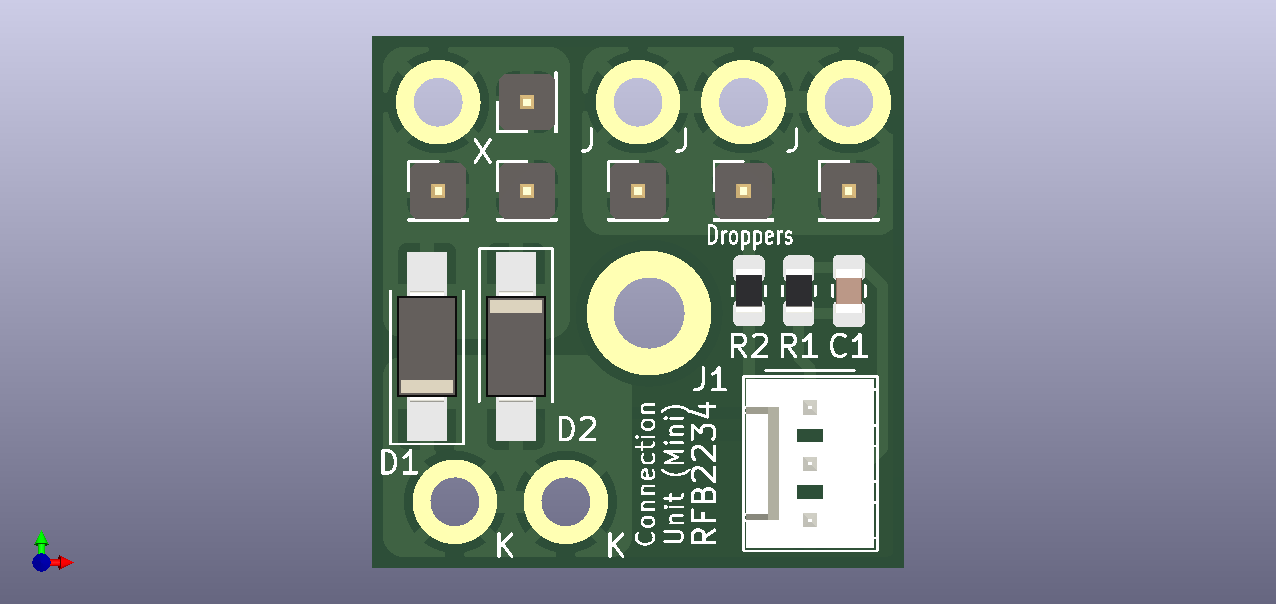 X
J
J
J
Droppers
R2 R1 C1
J1
D2
D1
Connection
Unit (Mini)
RFB2234
K
K